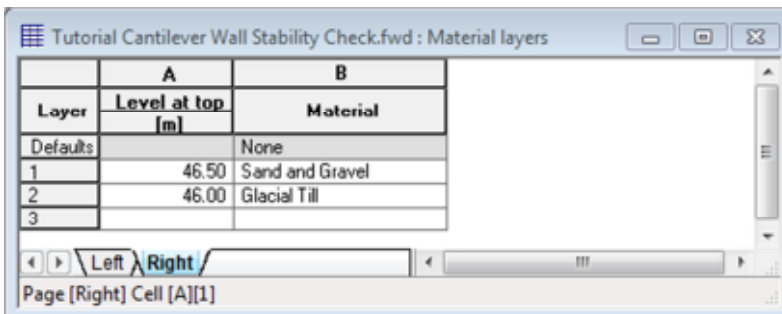 Tutorial Cantilever Wall Stability Check.fwd : Material layers
A B
Layer Level at top [m] Material
Defaults None
1 46.50 Sand and Gravel
2 46.00 Glacial Till
3
Left Right
Page [Right] Cell [A][1]